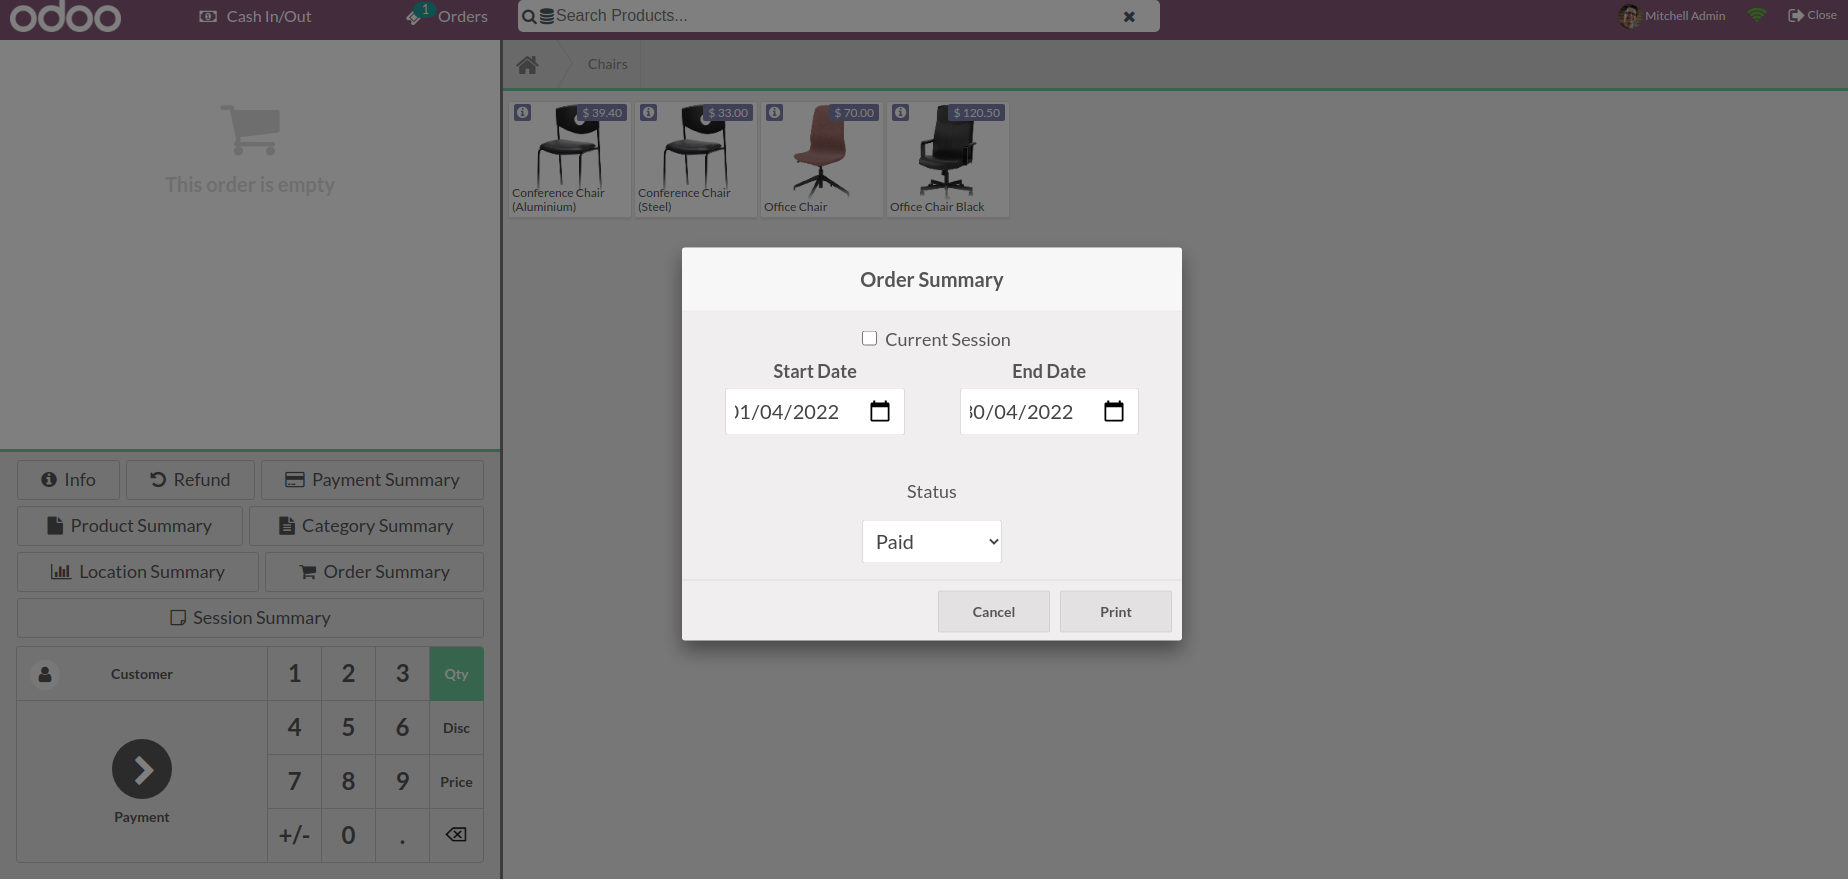 odoo
Cash In/Out
1
Orders
Search Products...
Mitchell Admin
Close
Chairs
This order is empty
$ 39.40
Conference Chair
(Aluminium)
$ 33.00
Conference Chair
(Steel)
$ 70.00
Office Chair
$ 120.50
Office Chair Black
Order Summary
Current Session
Start Date
End Date
01/04/2022
30/04/2022
Status
Paid
Cancel
Print
Info
Refund
Payment Summary
Product Summary
Category Summary
Location Summary
Order Summary
Session Summary
Customer
1 2 3 Qty
4 5 6 Disc
7 8 9 Price
+/- 0 .
Payment